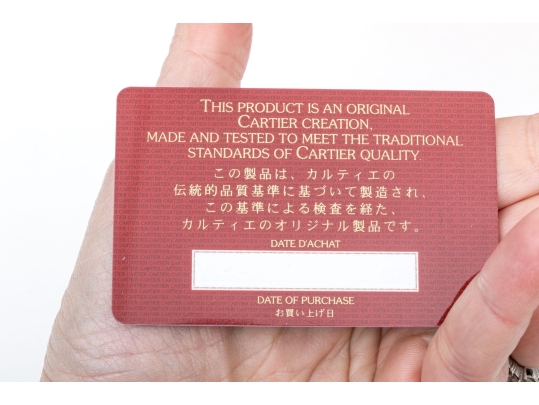 THIS PRODUCT IS AN ORIGINAL
CARTIER CREATION,
MADE AND TESTED TO MEET THE TRADITIONAL
STANDARDS OF CARTIER QUALITY.
この製品は、カルティエの
伝統的品質基準に基づいて製造され、
この基準による検査を経た、
カルティエのオリジナル製品です。
DATE D'ACHAT
DATE OF PURCHASE
お買い上げ日